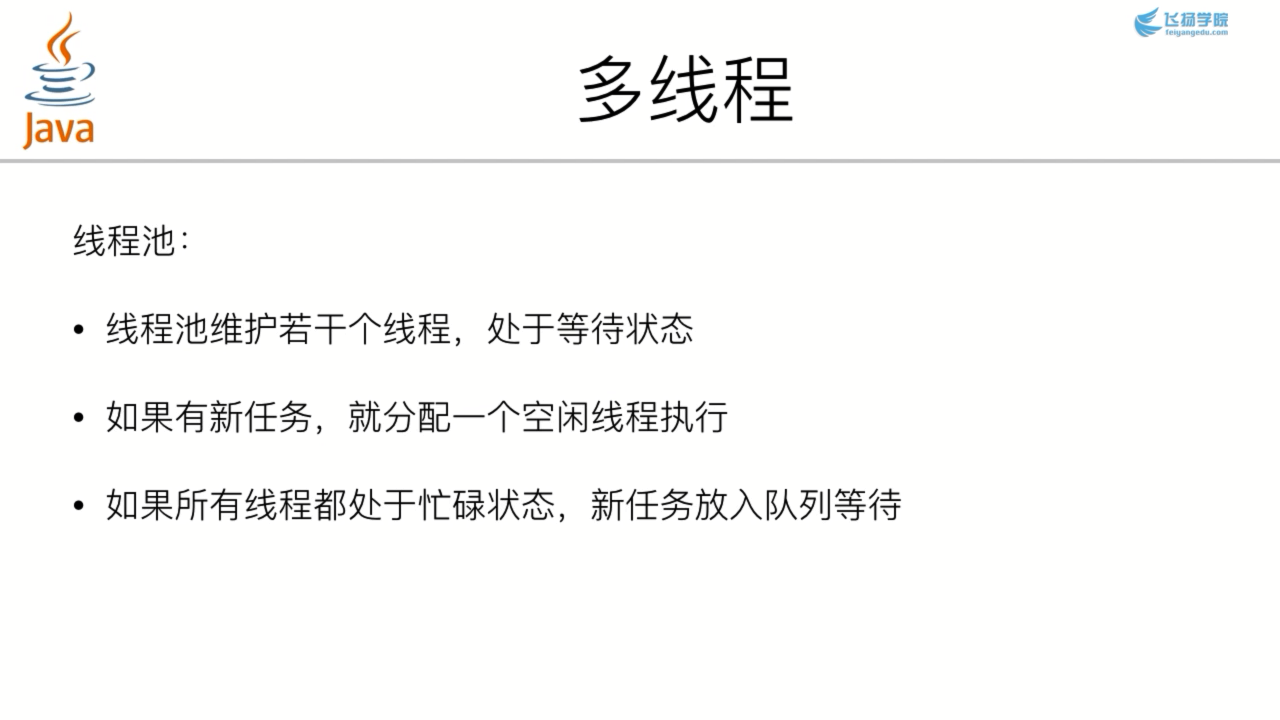 Java
飞扬学院
feiyangedu.com
多线程
线程池：
• 线程池维护若干个线程，处于等待状态
• 如果有新任务，就分配一个空闲线程执行
• 如果所有线程都处于忙碌状态，新任务放入队列等待